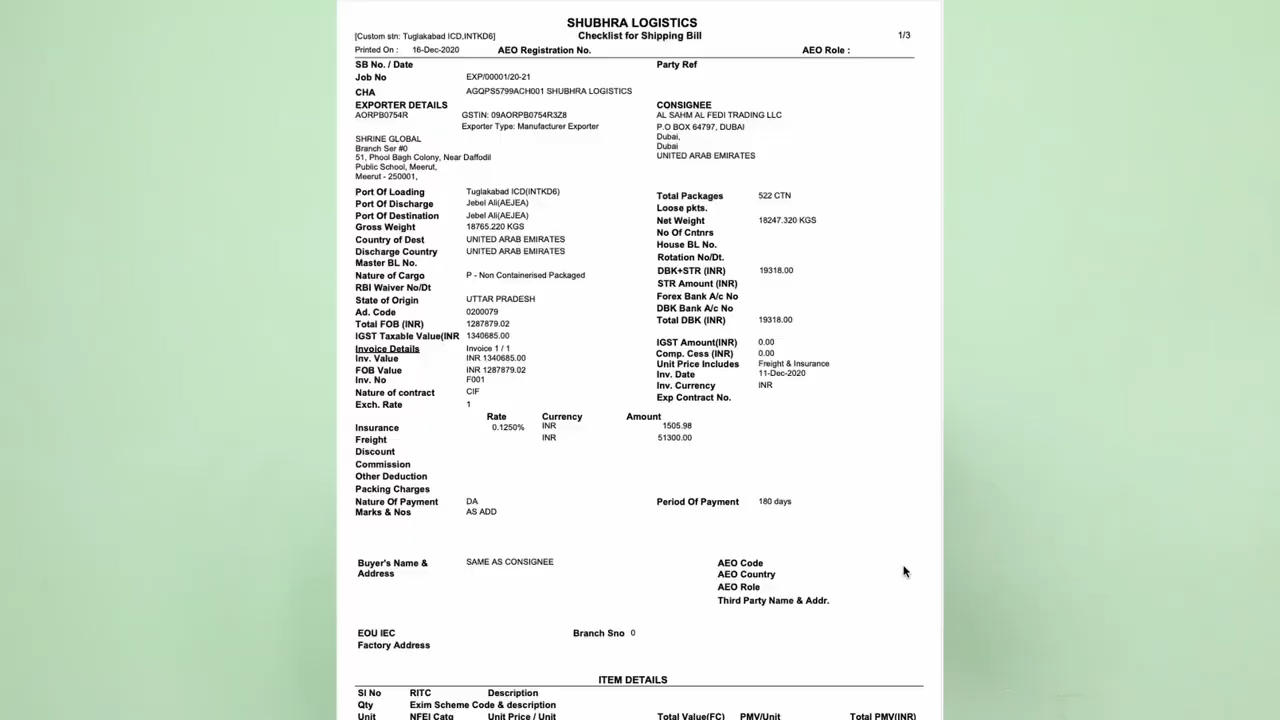 SHUBHRA LOGISTICS
[Custom stn: Tuglakabad ICD,INTKD6] Checklist for Shipping Bill 1/3
Printed On : 16-Dec-2020 AEO Registration No. AEO Role :
SB No. / Date Party Ref
Job No EXP/00001/20-21
CHA AGQPS5799ACH001 SHUBHRA LOGISTICS
EXPORTER DETAILS CONSIGNEE
AORPB0754R GSTIN: 09AORPB0754R3Z8 AL SAHM AL FEDI TRADING LLC
Exporter Type: Manufacturer Exporter P.O BOX 64797, DUBAI
Dubai,
SHRINE GLOBAL Dubai
Branch Ser #0
51, Phool Bagh Colony, Near Daffodil UNITED ARAB EMIRATES
Public School, Meerut,
Meerut - 250001,
Port Of Loading Tuglakabad ICD(INTKD6) Total Packages 522 CTN
Port Of Discharge Jebel Ali(AEJEA) Loose pkts.
Port Of Destination Jebel Ali(AEJEA) Net Weight 18247.320 KGS
Gross Weight 18765.220 KGS No Of Cntnrs
Country of Dest UNITED ARAB EMIRATES House BL No.
Discharge Country UNITED ARAB EMIRATES Rotation No/Dt.
Master BL No.
Nature of Cargo P - Non Containerised Packaged DBK+STR (INR) 19318.00
RBI Waiver No/Dt STR Amount (INR)
State of Origin UTTAR PRADESH Forex Bank A/c No
Ad. Code 0200079 DBK Bank A/c No
Total FOB (INR) 1287879.02 Total DBK (INR) 19318.00
IGST Taxable Value(INR 1340685.00 IGST Amount(INR) 0.00
Invoice Details Invoice 1 / 1 Comp. Cess (INR) 0.00
Inv. Value INR 1340685.00 Unit Price Includes Freight & Insurance
FOB Value INR 1287879.02 Inv. Date 11-Dec-2020
Inv. No F001 Inv. Currency INR
Nature of contract CIF Exp Contract No.
Exch. Rate 1
Rate Currency Amount
Insurance 0.1250% INR 1505.98
Freight INR 51300.00
Discount
Commission
Other Deduction
Packing Charges
Nature Of Payment DA Period Of Payment 180 days
Marks & Nos AS ADD
Buyer's Name & SAME AS CONSIGNEE AEO Code
Address AEO Country
AEO Role
Third Party Name & Addr.
EOU IEC Branch Sno 0
Factory Address
ITEM DETAILS
SI No RITC Description
Qty Exim Scheme Code & description
Unit NFEI Catg Unit Price / Unit Total Value(FC) PMV/Unit Total PMV(INR)